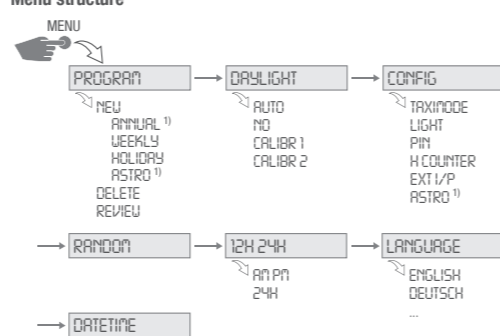 Menu structure
MENU
PROGRAM
NEW
ANNUAL 1)
WEEKLY
HOLIDAY
ASTRO 1)
DELETE
REVIEW
DAYLIGHT
AUTO
NO
CALIBR 1
CALIBR 2
CONFIG
TAXIMODE
LIGHT
PIN
H COUNTER
EXT I/P
ASTRO 1)
RANDOM
12H 24H
AM PM
24H
LANGUAGE
ENGLISH
DEUTSCH
...
DATETIME